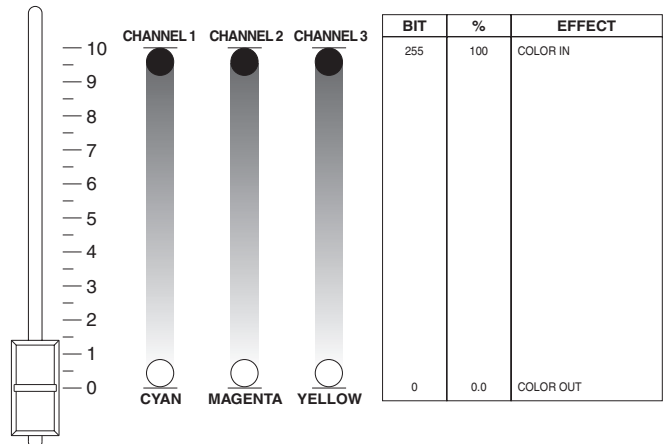 CHANNEL 1 CHANNEL 2 CHANNEL 3
10
9
8
7
6
5
4
3
2
1
0
CYAN MAGENTA YELLOW
BIT % EFFECT
255 100 COLOR IN
0 0.0 COLOR OUT